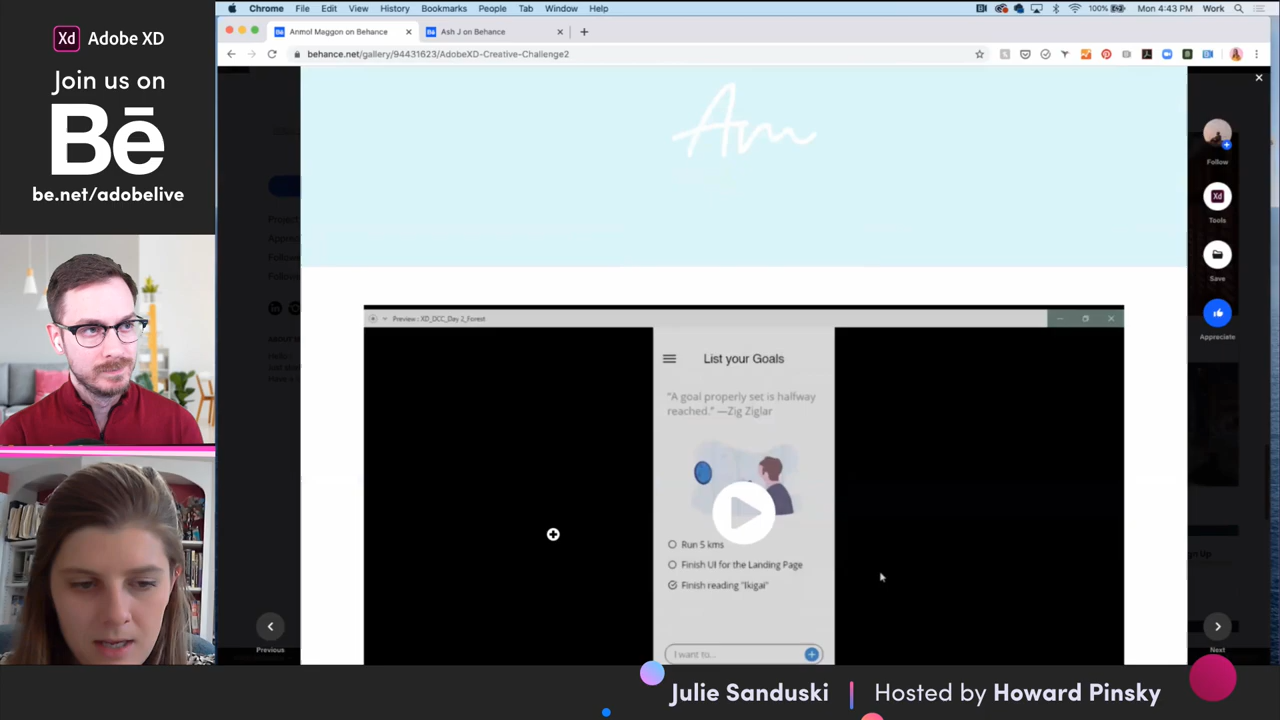 Xd Adobe XD
Join us on
Bē
be.net/adobelive
Chrome File Edit View History Bookmarks People Tab Window Help
100% Mon 4:43 PM Work
Anmol Maggon on Behance
Ash J on Behance
behance.net/gallery/94431623/AdobeXD-Creative-Challenge2
Am
Follow
Xd
Tools
Save
Appreciate
Preview : XD_DCC_Day 2_Forest
List your Goals
"A goal properly set is halfway
reached." —Zig Ziglar
Run 5 kms
Finish UI for the Landing Page
Finish reading "Ikigai"
I want to...
Previous
Next
Julie Sanduski | Hosted by Howard Pinsky